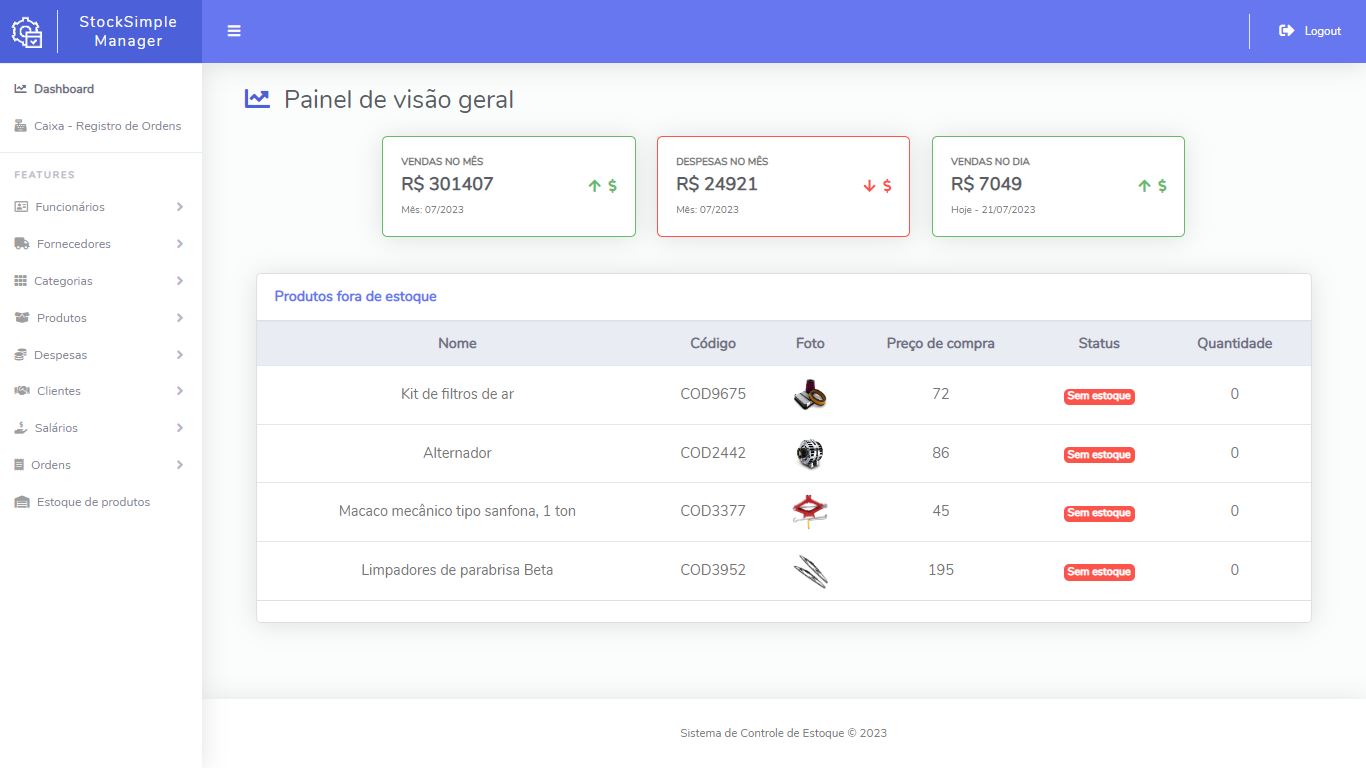 StockSimple
Manager
Logout
Dashboard
Caixa - Registro de Ordens
FEATURES
Funcionários
Fornecedores
Categorias
Produtos
Despesas
Clientes
Salários
Ordens
Estoque de produtos
Painel de visão geral
VENDAS NO MÊS
R$ 301407
$
Mês: 07/2023
DESPESAS NO MÊS
R$ 24921
$
Mês: 07/2023
VENDAS NO DIA
R$ 7049
$
Hoje - 21/07/2023
Produtos fora de estoque
Nome Código Foto Preço de compra Status Quantidade
Kit de filtros de ar COD9675 72 Sem estoque 0
Alternador COD2442 86 Sem estoque 0
Macaco mecânico tipo sanfona, 1 ton COD3377 45 Sem estoque 0
Limpadores de parabrisa Beta COD3952 195 Sem estoque 0
Sistema de Controle de Estoque © 2023